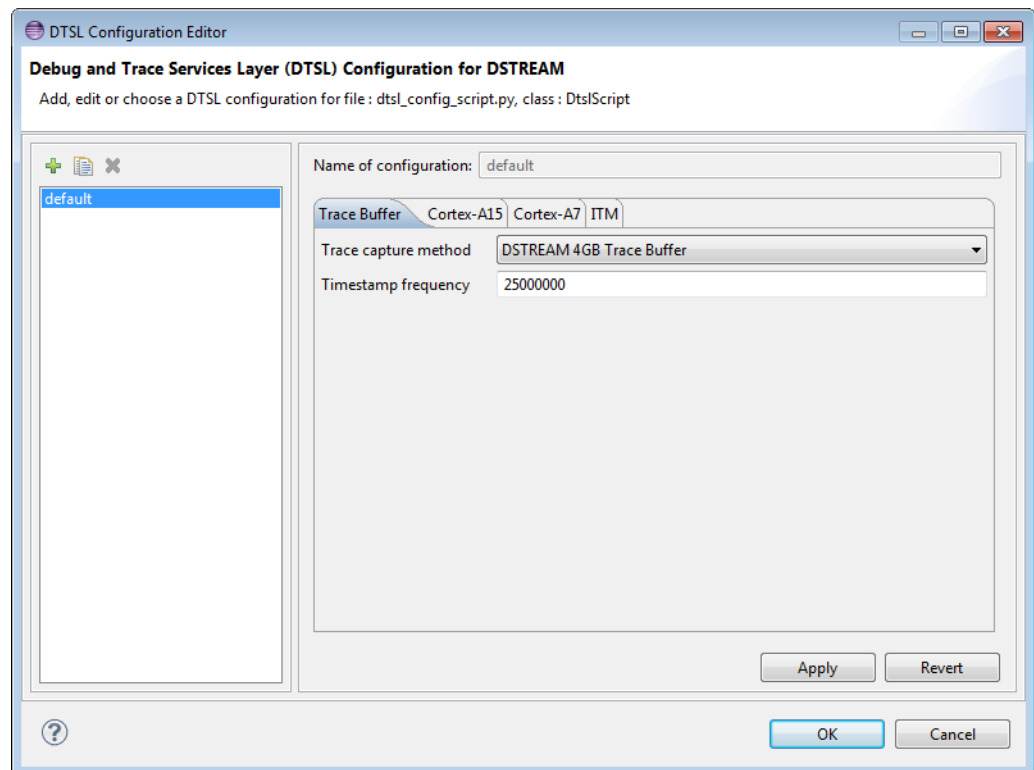 DTSL Configuration Editor
Debug and Trace Services Layer (DTSL) Configuration for DSTREAM
Add, edit or choose a DTSL configuration for file : dtsl_config_script.py, class : DtslScript
default
Name of configuration: default
Trace Buffer Cortex-A15 Cortex-A7 ITM
Trace capture method DSTREAM 4GB Trace Buffer
Timestamp frequency 25000000
Apply Revert
? OK Cancel